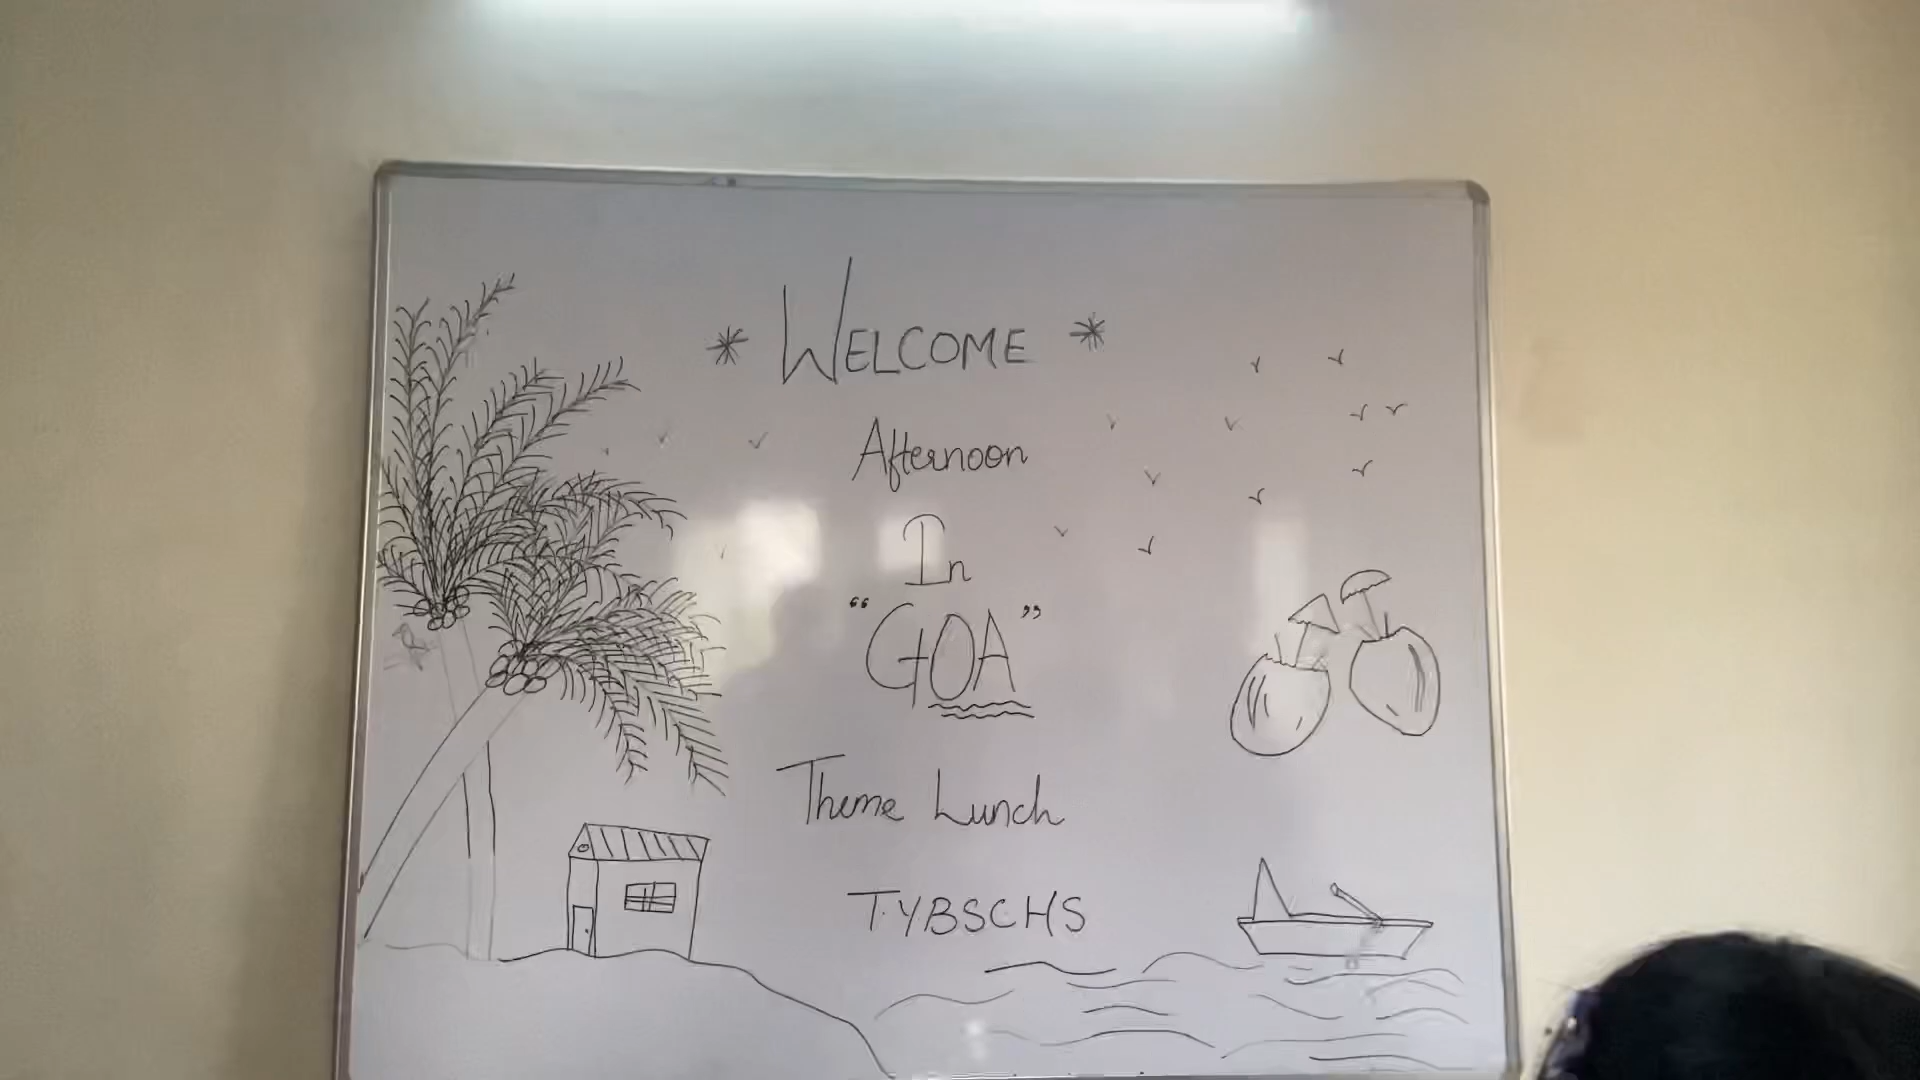 * WELCOME *
Afternoon
In
“GOA”
Theme Lunch
T.YBSCHS